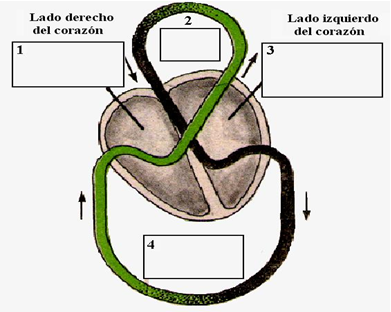 Lado derecho
del corazón
1
2
Lado izquierdo
del corazón
3
4